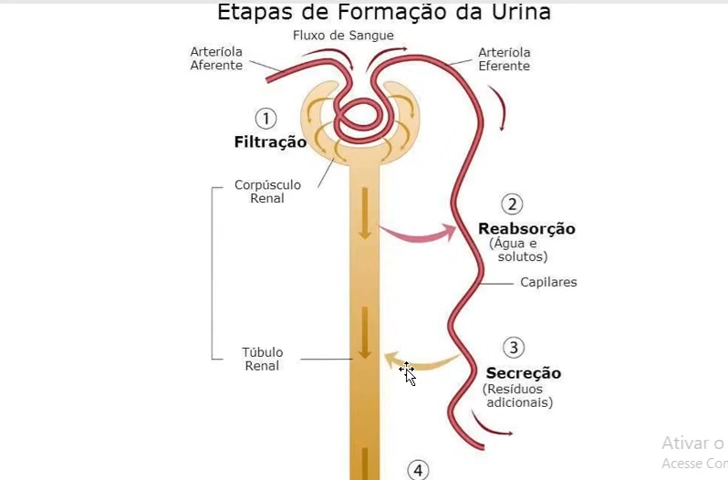 Etapas de Formação da Urina
Fluxo de Sangue
Arteríola
Aferente
Arteríola
Eferente
1
Filtração
Corpúsculo
Renal
2
Reabsorção
(Água e
solutos)
Capilares
3
Túbulo
Renal
Secreção
(Resíduos
adicionais)
Ativar o
Acesse Con
4